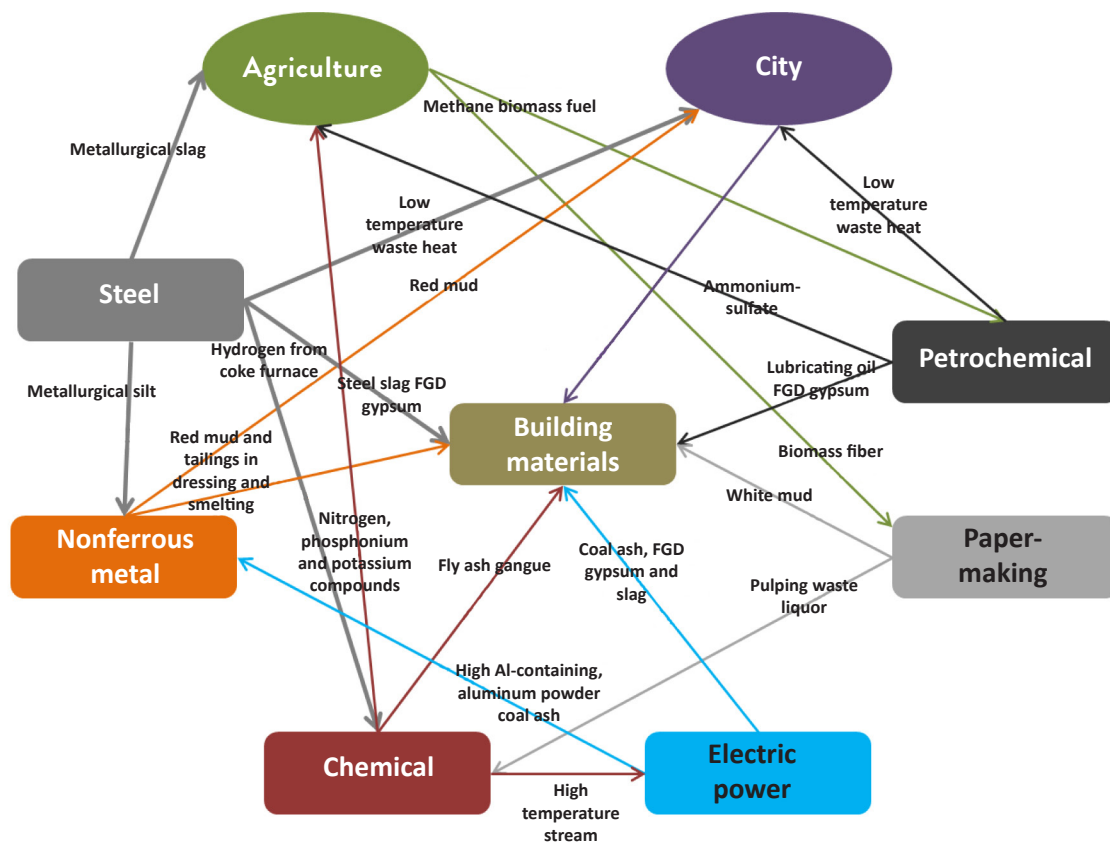 Agriculture
City
Methane biomass fuel
Metallurgical slag
Low
temperature
waste heat
Low
temperature
waste heat
Steel
Red mud
Ammonium-
sulfate
Petrochemical
Hydrogen from
coke furnace
Metallurgical silt
Steel slag FGD
gypsum
Lubricating oil
FGD gypsum
Building
materials
Red mud and
tailings in
dressing and
smelting
Biomass fiber
White mud
Nonferrous
metal
Nitrogen,
phosphonium
and potassium
compounds
Fly ash gangue
Coal ash, FGD
gypsum and
slag
Paper-
making
Pulping waste
liquor
High Al-containing,
aluminum powder
coal ash
Chemical
Electric
power
High
temperature
stream